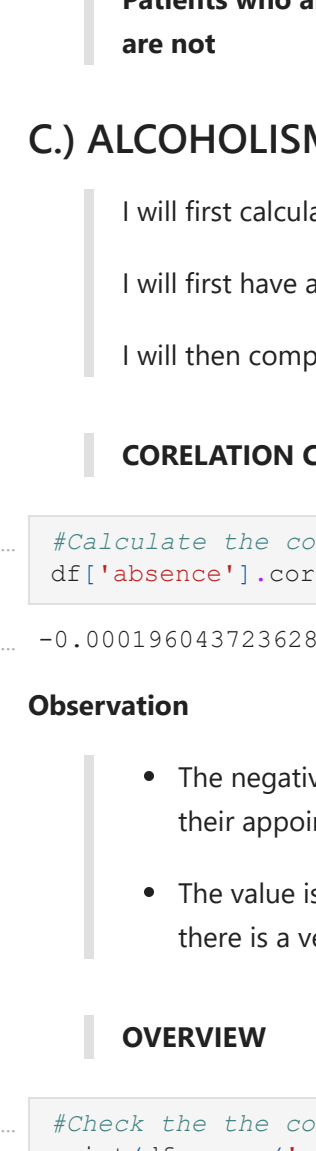 Patients who a
are not
C.) ALCOHOLISM
I will first calcula
I will first have a
I will then comp
CORELATION C
... #Calculate the co
df['absence'].cor
... -0.000196043723628
Observation
• The negativ
their appoi
• The value is
there is a ve
OVERVIEW
... #Check the the co